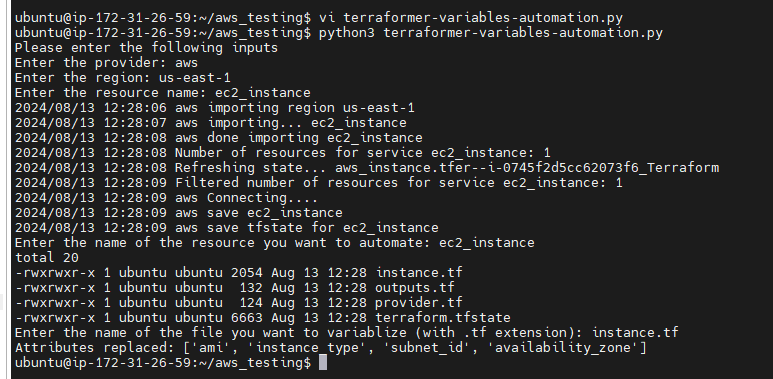 ubuntu@ip-172-31-26-59:~/aws_testing$ vi terraformer-variables-automation.py
ubuntu@ip-172-31-26-59:~/aws_testing$ python3 terraformer-variables-automation.py
Please enter the following inputs
Enter the provider: aws
Enter the region: us-east-1
Enter the resource name: ec2_instance
2024/08/13 12:28:06 aws importing region us-east-1
2024/08/13 12:28:07 aws importing... ec2_instance
2024/08/13 12:28:08 aws done importing ec2_instance
2024/08/13 12:28:08 Number of resources for service ec2_instance: 1
2024/08/13 12:28:08 Refreshing state... aws_instance.tfer--i-0745f2d5cc62073f6_Terraform
2024/08/13 12:28:09 Filtered number of resources for service ec2_instance: 1
2024/08/13 12:28:09 aws Connecting....
2024/08/13 12:28:09 aws save ec2_instance
2024/08/13 12:28:09 aws save tfstate for ec2_instance
Enter the name of the resource you want to automate: ec2_instance
total 20
-rwxrwxr-x 1 ubuntu ubuntu 2054 Aug 13 12:28 instance.tf
-rwxrwxr-x 1 ubuntu ubuntu  132 Aug 13 12:28 outputs.tf
-rwxrwxr-x 1 ubuntu ubuntu  124 Aug 13 12:28 provider.tf
-rwxrwxr-x 1 ubuntu ubuntu 6663 Aug 13 12:28 terraform.tfstate
Enter the name of the file you want to variablize (with .tf extension): instance.tf
Attributes replaced: ['ami', 'instance_type', 'subnet_id', 'availability_zone']
ubuntu@ip-172-31-26-59:~/aws_testing$